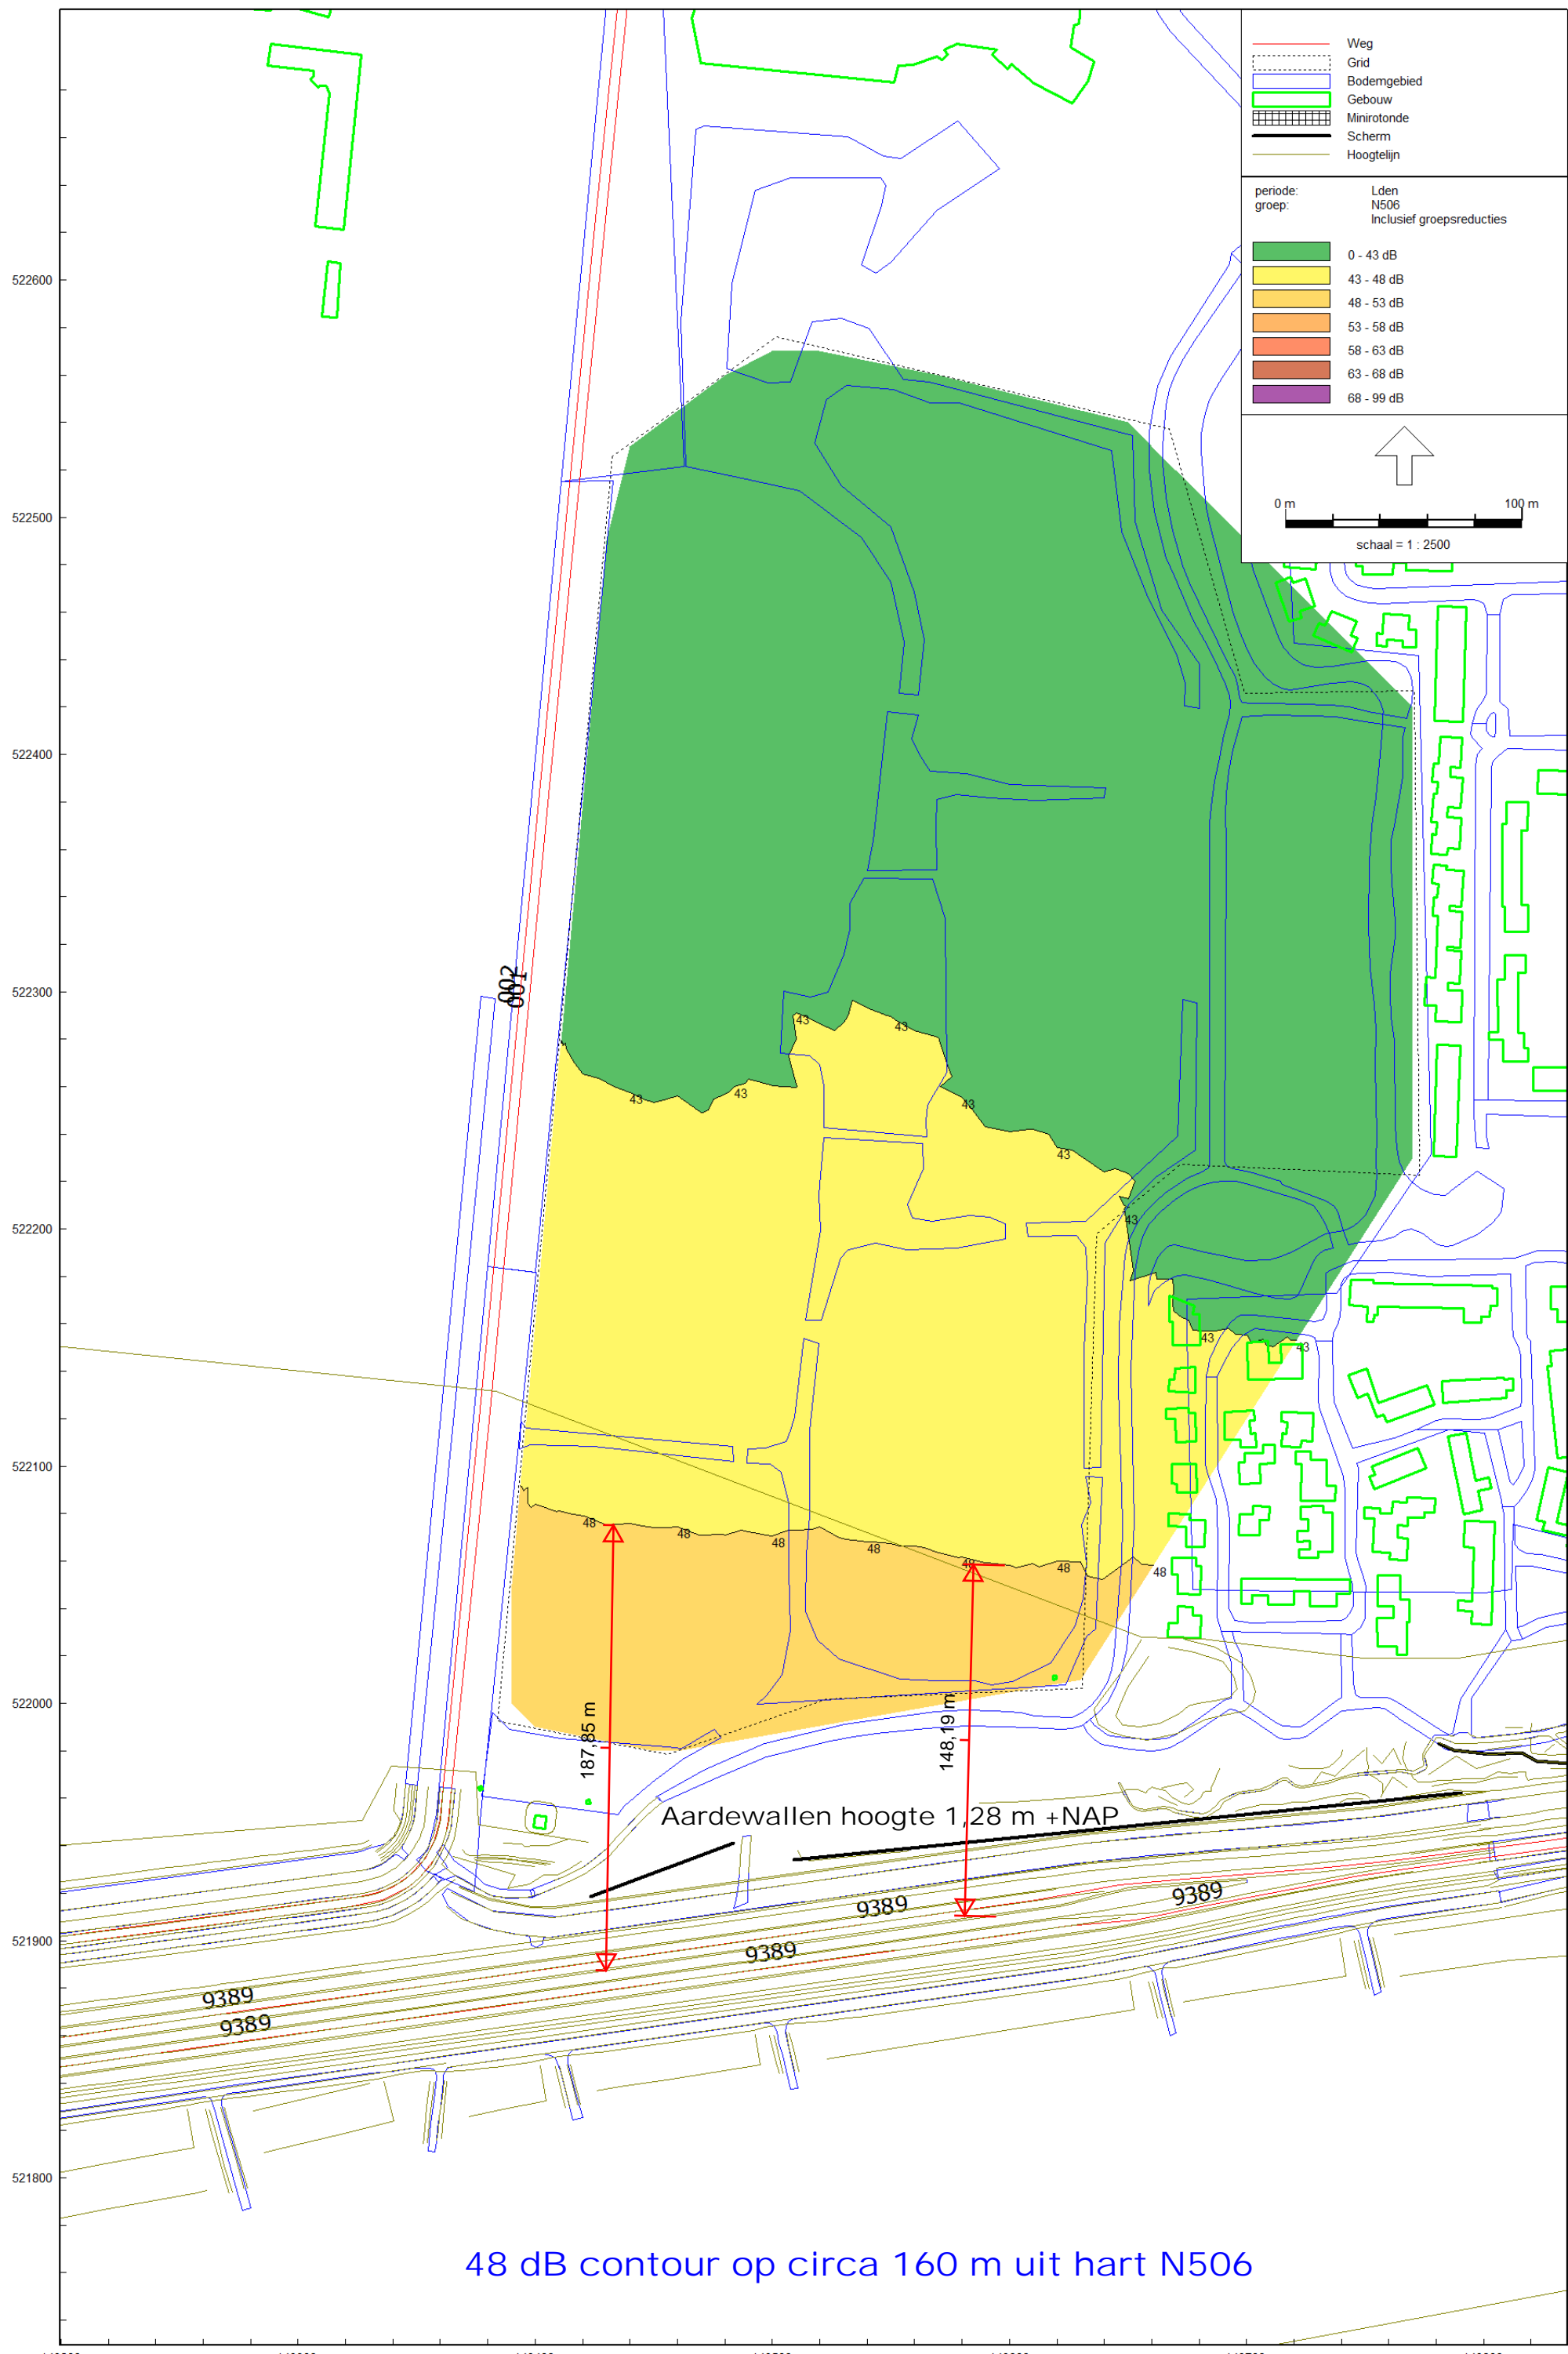 Weg
Grid
Bodemgebied
Gebouw
Minirotonde
Scherm
Hoogtelijn
periode: Lden
groep: N506
Inclusief groepsreducties
0 - 43 dB
43 - 48 dB
48 - 53 dB
53 - 58 dB
58 - 63 dB
63 - 68 dB
68 - 99 dB
0 m 100 m
schaal = 1 : 2500
522600
522500
522400
522300
002
001
43
43
43
43
43
43
522200
43
43
43
522100
48
48
48
48
48
48
48
522000
187,85 m
148,19 m
Aardewallen hoogte 1,28 m +NAP
9389
9389
521900
9389
9389
9389
521800
48 dB contour op circa 160 m uit hart N506